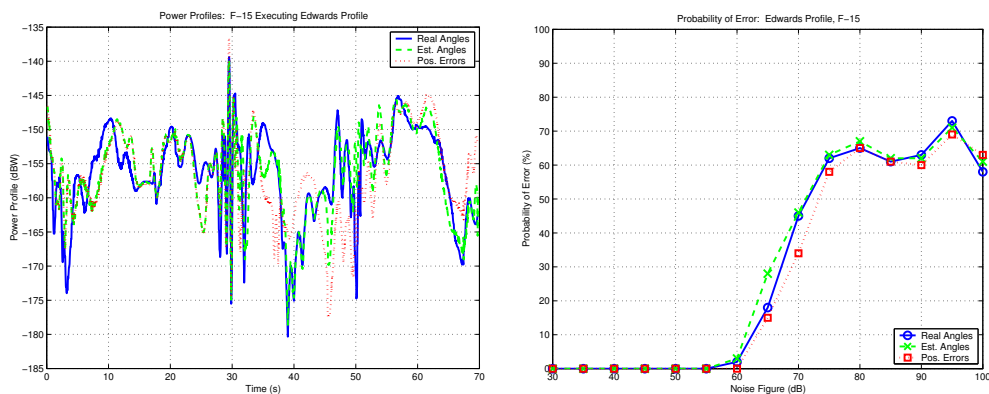 Power Profiles: F−15 Executing Edwards Profile
−135
−140
−145
−150
−155
−160
−165
−170
−175
−180
−185
Power Profile (dBW)
0 10 20 30 40 50 60 70
Time (s)
Real Angles
Est. Angles
Pos. Errors
Probability of Error: Edwards Profile, F−15
100
90
80
70
60
50
40
30
20
10
0
Probability of Error (%)
30 40 50 60 70 80 90 100
Noise Figure (dB)
Real Angles
Est. Angles
Pos. Errors